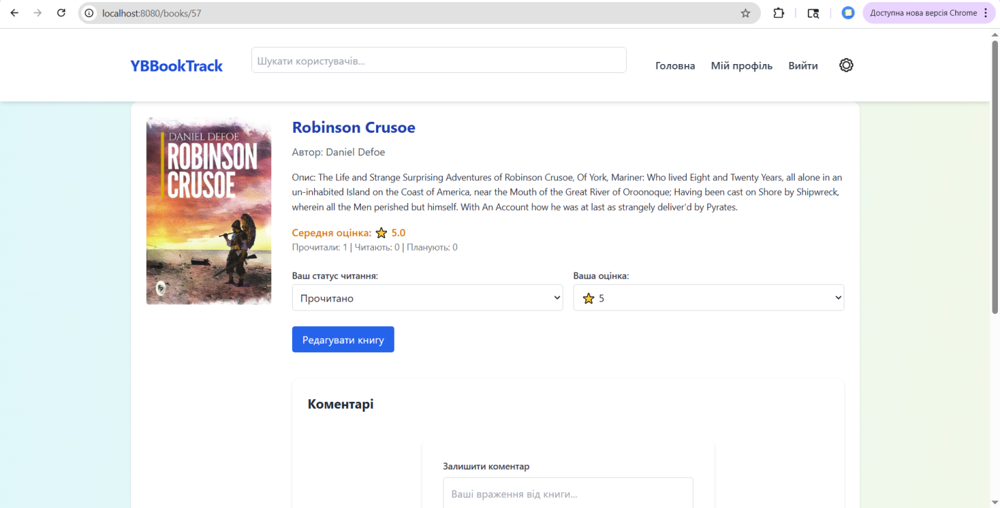 localhost:8080/books/57
Доступна нова версія Chrome
YBBookTrack
Шукати користувачів...
Головна
Мій профіль
Вийти
DANIEL DEFOE
ROBINSON
CRUSOE
FP
Robinson Crusoe
Автор: Daniel Defoe
Опис: The Life and Strange Surprising Adventures of Robinson Crusoe, Of York, Mariner: Who lived Eight and Twenty Years, all alone in an
un-inhabited Island on the Coast of America, near the Mouth of the Great River of Oroonoque; Having been cast on Shore by Shipwreck,
wherein all the Men perished but himself. With An Account how he was at last as strangely deliver'd by Pyrates.
Середня оцінка: ⭐ 5.0
Прочитали: 1 | Читають: 0 | Планують: 0
Ваш статус читання:
Прочитано
Ваша оцінка:
⭐ 5
Редагувати книгу
Коментарі
Залишити коментар
Ваші враження від книги...